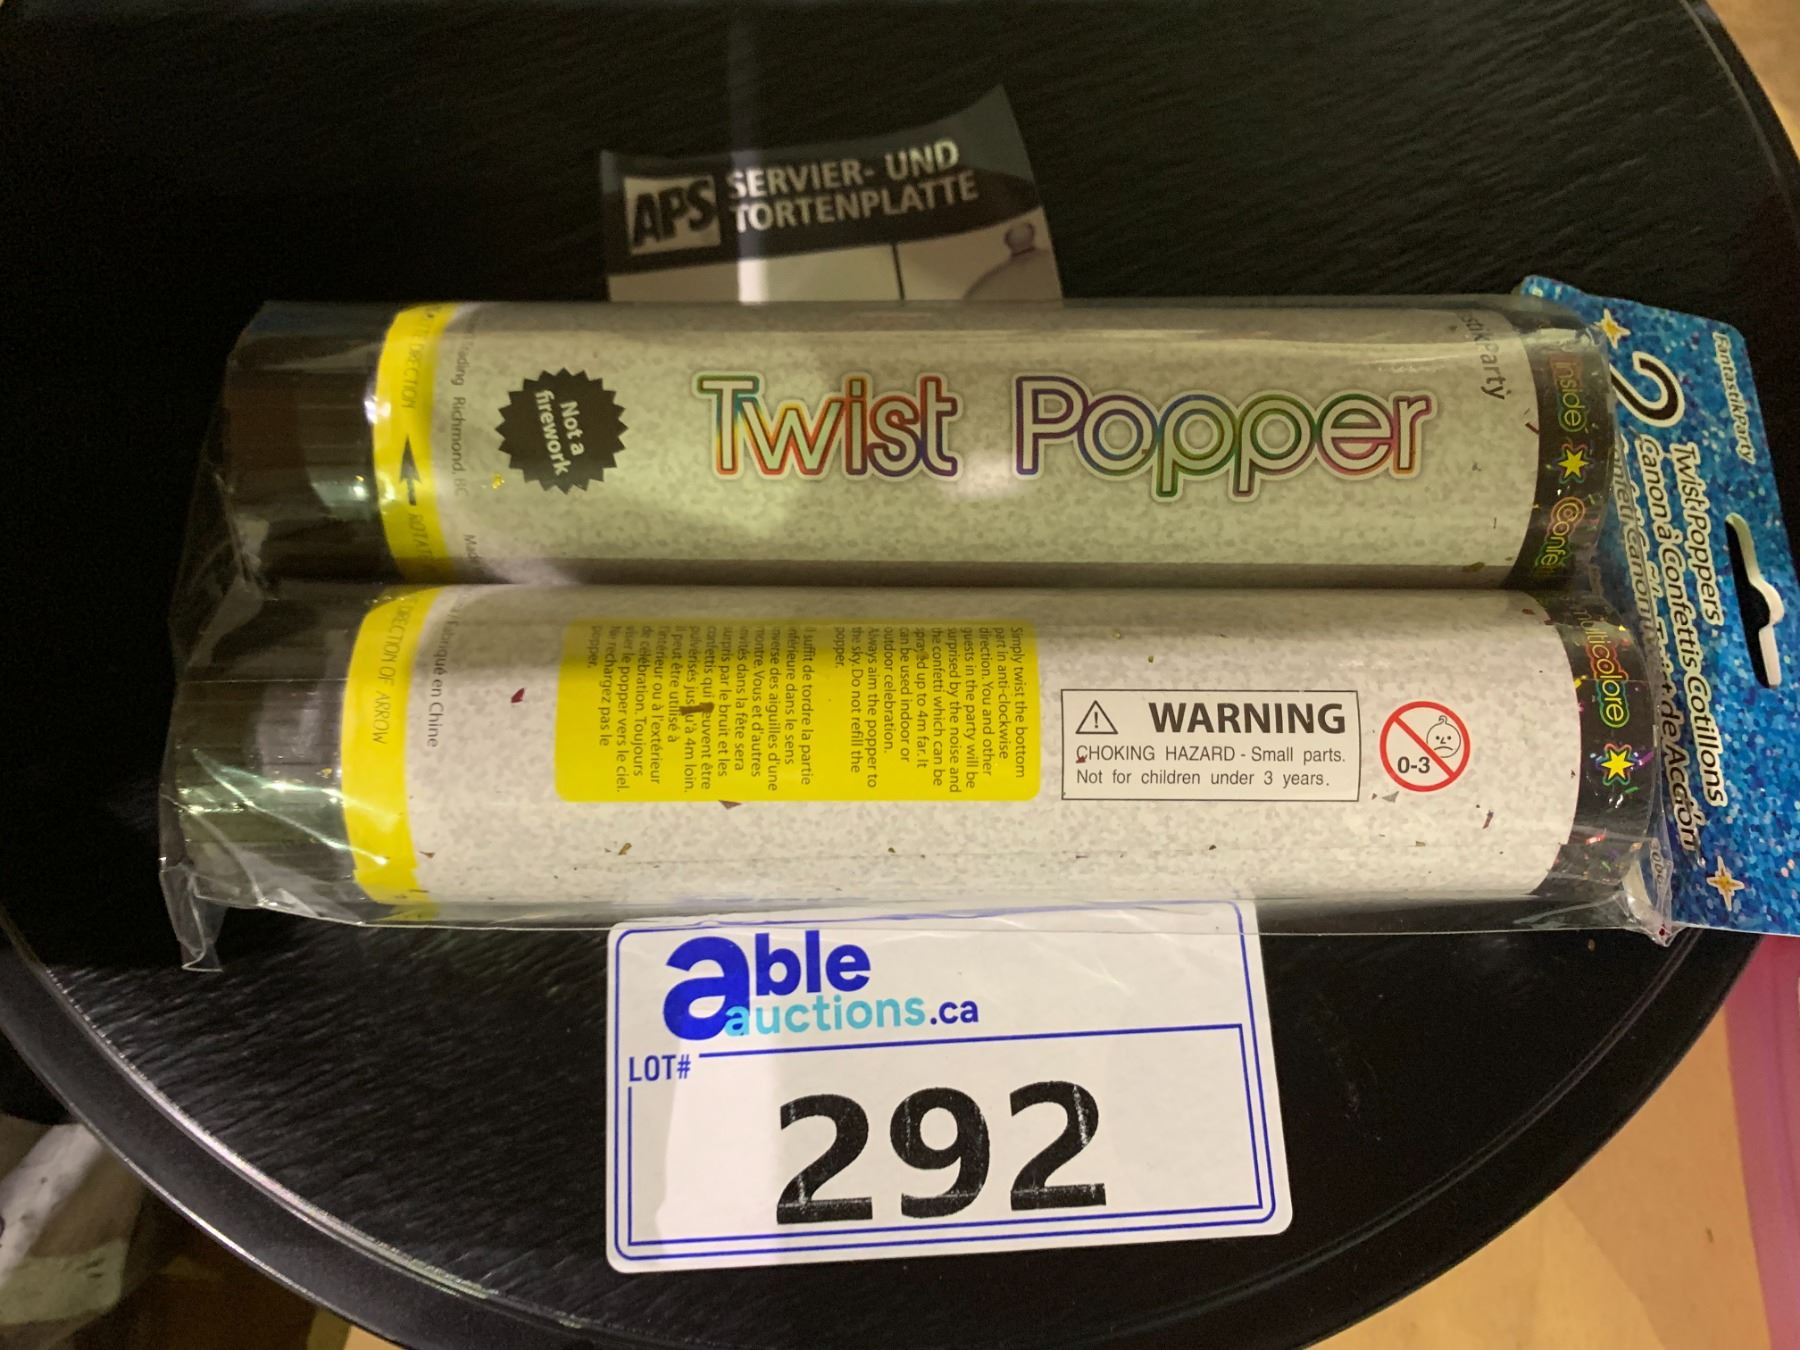 APS
SERVIER- UND
TORTENPLATTE
Richmond, BC
Not a
firework
Twist Popper
Inside
2
FantastikParty
Twist Poppers
Canon à Confettis Cotillons
DIRECTION OF ARROW
Fabriqué en Chine
Simply twist the bottom
part in anti-clockwise
direction. You and other
guests in the party will be
surprised by the noise and
the confetti which can be
sprayed up to 4m far. It
can be used indoor or
outdoor celebration.
Always aim the popper to
the sky. Do not refill the
popper.
Il suffit de tordre la partie
inférieure dans le sens
inverse des aiguilles d'une
montre. Vous et d'autres
invités dans la fête sera
surpris par le bruit et les
confetti qui peuvent être
pulvérisés jusqu'à 4m loin.
Il peut être utilisé à
l'intérieur ou à l'extérieur
de célébration. Toujours
viser le popper vers le ciel.
Ne rechargez pas le
popper.
WARNING
CHOKING HAZARD - Small parts.
Not for children under 3 years.
0-3
Multicolore
able
auctions.ca
LOT#
292